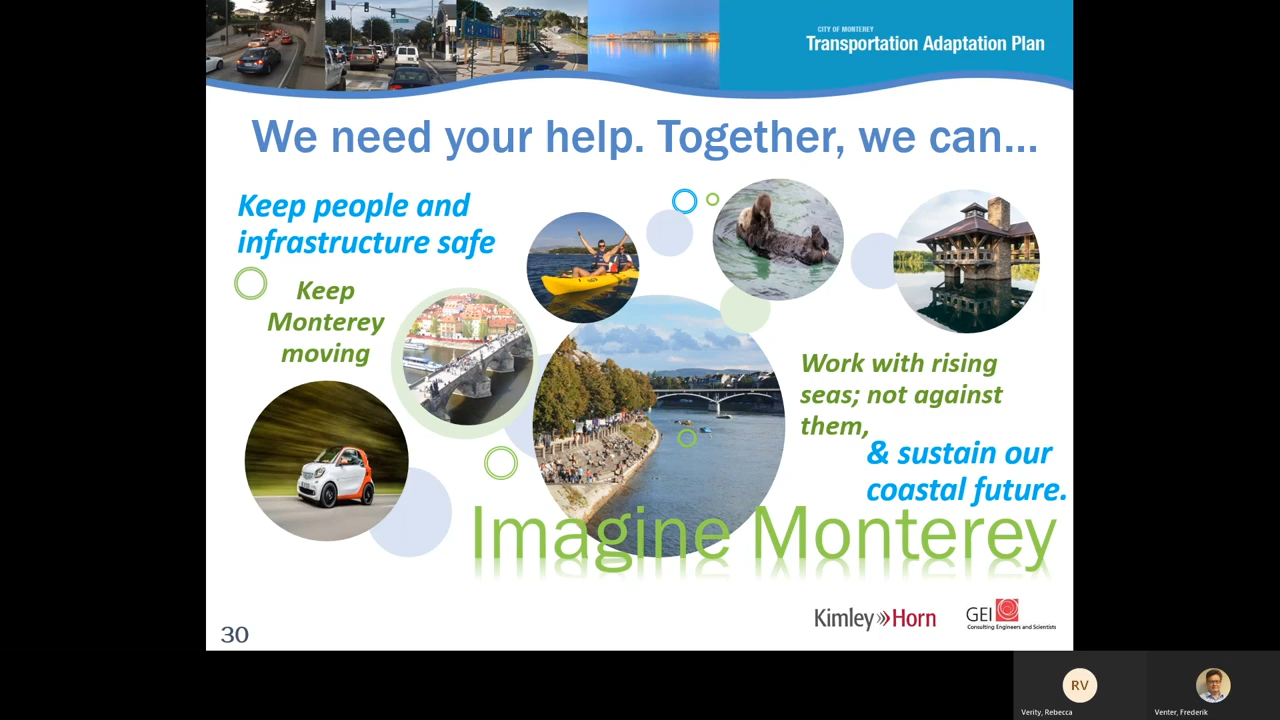 CITY OF MONTEREY
Transportation Adaptation Plan
We need your help. Together, we can...
Keep people and
infrastructure safe
Keep
Monterey
moving
Work with rising
seas; not against
them,
& sustain our
coastal future.
Imagine Monterey
Kimley»Horn
GEI
Consulting Engineers and Scientists
30
RV
Verity, Rebecca
Venter, Frederik